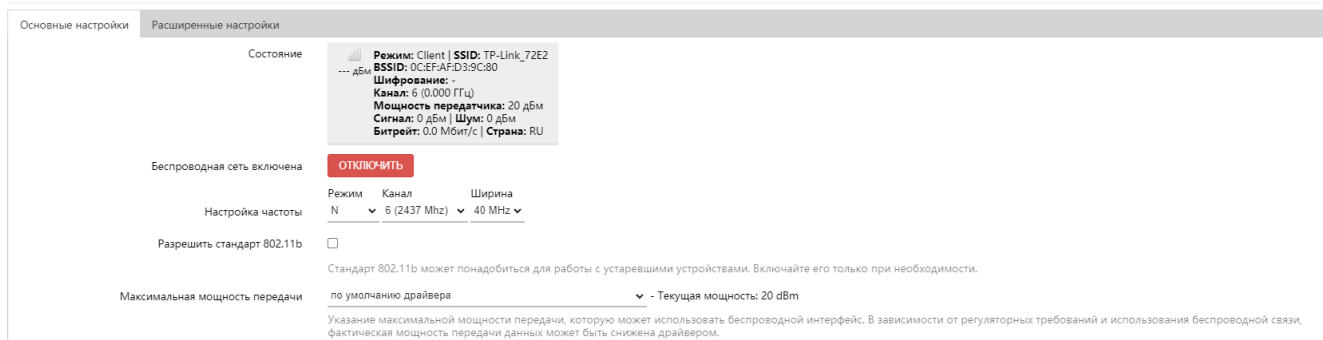 Основные настройки Расширенные настройки
Состояние
Режим: Client | SSID: TP-Link_72E2
--- дБм BSSID: 0C:EF:AF:D3:9C:80
Шифрование: -
Канал: 6 (0.000 ГГц)
Мощность передатчика: 20 дБм
Сигнал: 0 дБм | Шум: 0 дБм
Битрейт: 0.0 Мбит/с | Страна: RU
Беспроводная сеть включена ОТКЛЮЧИТЬ
Режим Канал Ширина
Настройка частоты N 6 (2437 Mhz) 40 MHz
Разрешить стандарт 802.11b
Стандарт 802.11b может понадобиться для работы с устаревшими устройствами. Включайте его только при необходимости.
Максимальная мощность передачи по умолчанию драйвера - Текущая мощность: 20 dBm
Указание максимальной мощности передачи, которую может использовать беспроводной интерфейс. В зависимости от регуляторных требований и использования беспроводной связи,
фактическая мощность передачи данных может быть снижена драйвером.